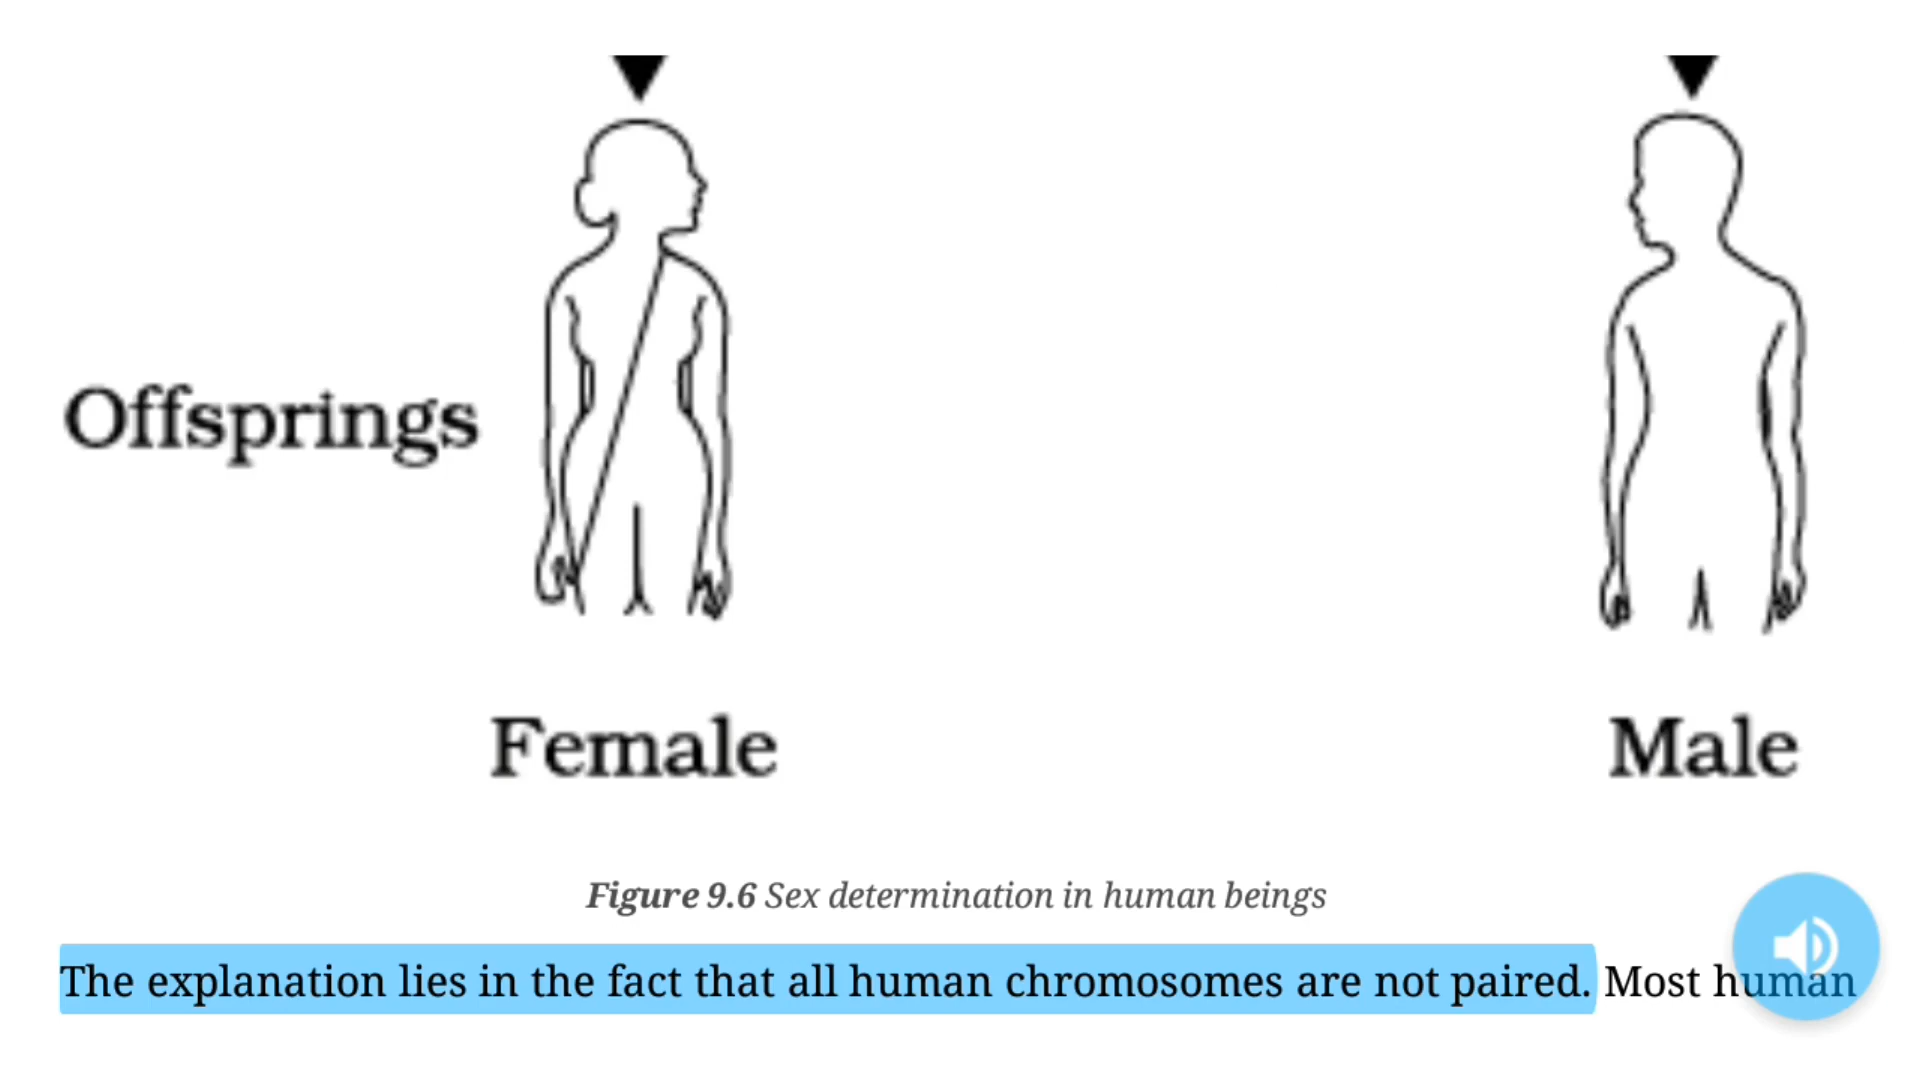 Offsprings
Female
Male
Figure 9.6 Sex determination in human beings
The explanation lies in the fact that all human chromosomes are not paired. Most human